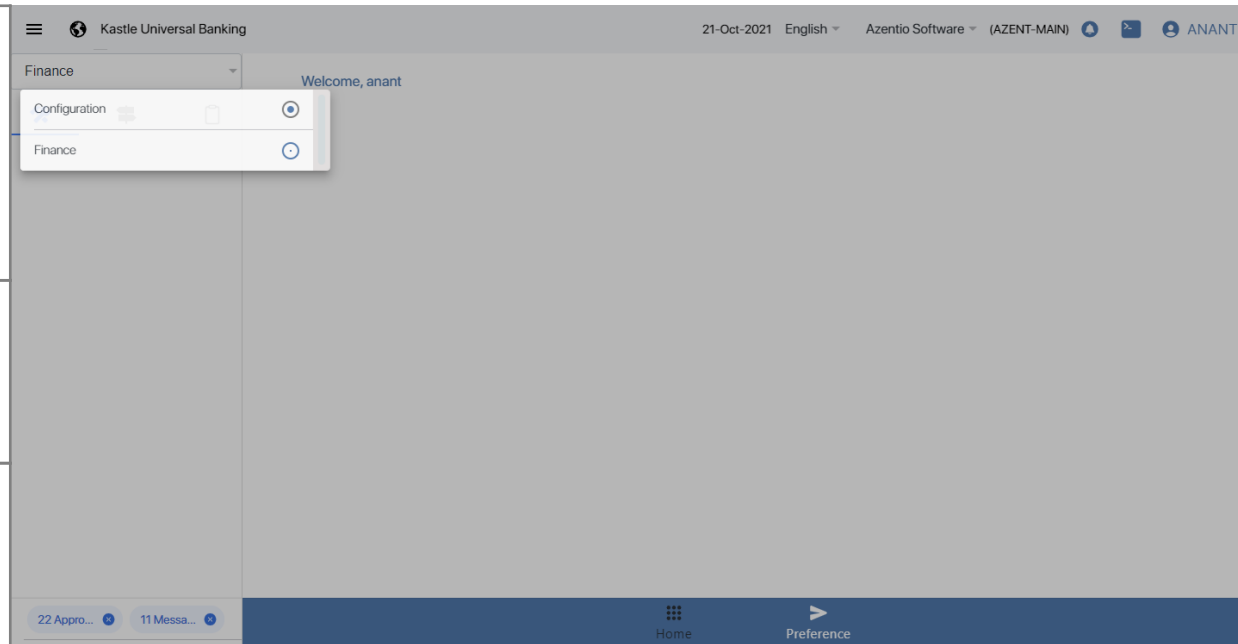 Kastle Universal Banking 21-Oct-2021 English Azentio Software (AZENT-MAIN) ANANT
Finance
Welcome, anant
Configuration
Finance
22 Appro... 11 Messa...
Home Preference